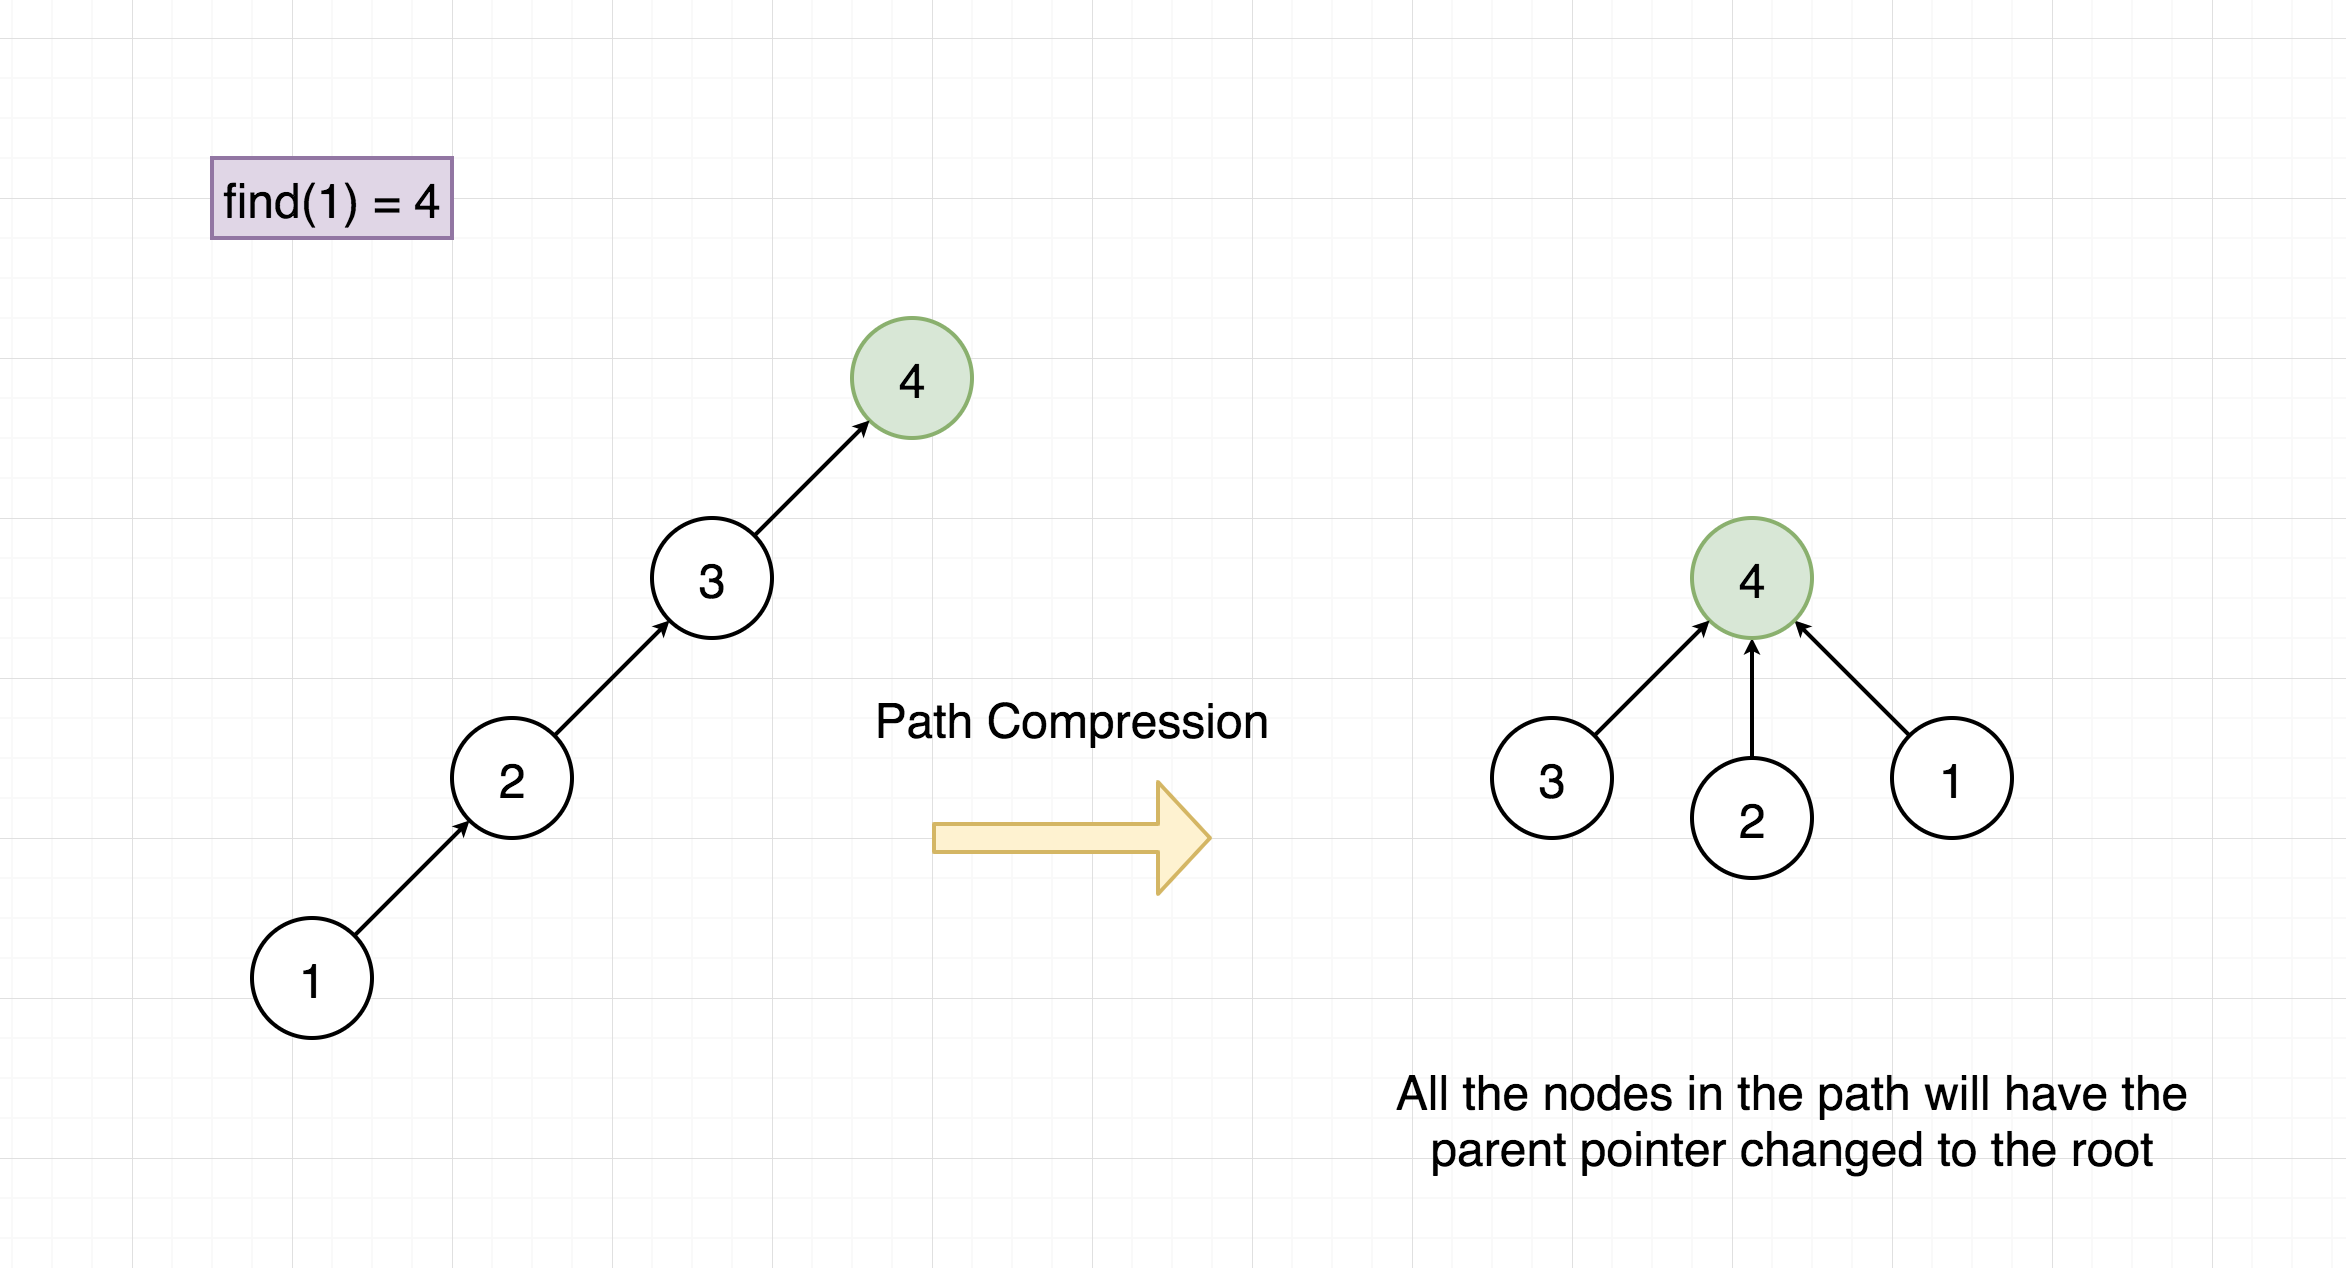 find(1) = 4
4
3
2
1
Path Compression
4
3
2
1
All the nodes in the path will have the
parent pointer changed to the root